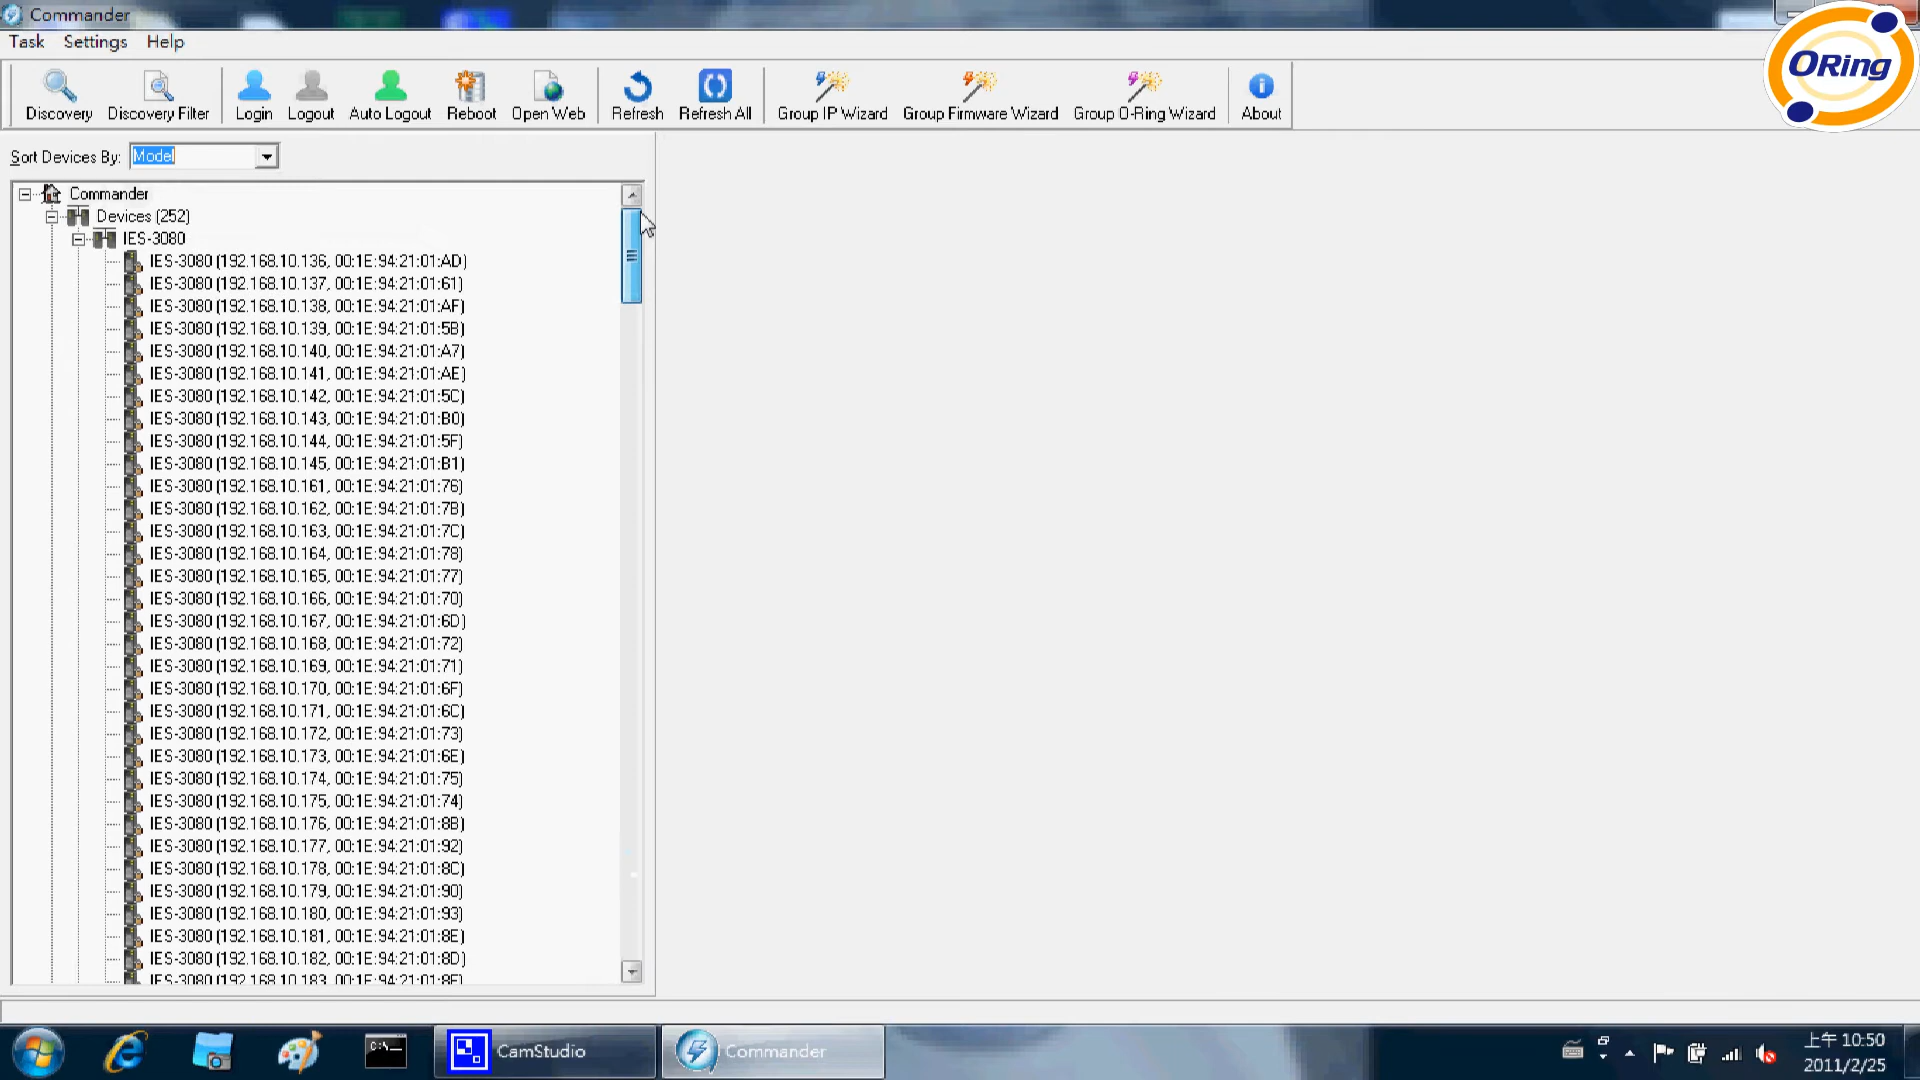 Commander
Task Settings Help
Discovery Discovery Filter Login Logout Auto Logout Reboot Open Web Refresh Refresh All Group IP Wizard Group Firmware Wizard Group O-Ring Wizard About
ORing
Sort Devices By: Model
Commander
Devices (252)
IES-3080
IES-3080 (192.168.10.136, 00:1E:94:21:01:AD)
IES-3080 (192.168.10.137, 00:1E:94:21:01:61)
IES-3080 (192.168.10.138, 00:1E:94:21:01:AF)
IES-3080 (192.168.10.139, 00:1E:94:21:01:5B)
IES-3080 (192.168.10.140, 00:1E:94:21:01:A7)
IES-3080 (192.168.10.141, 00:1E:94:21:01:AE)
IES-3080 (192.168.10.142, 00:1E:94:21:01:5C)
IES-3080 (192.168.10.143, 00:1E:94:21:01:B0)
IES-3080 (192.168.10.144, 00:1E:94:21:01:5F)
IES-3080 (192.168.10.145, 00:1E:94:21:01:B1)
IES-3080 (192.168.10.161, 00:1E:94:21:01:76)
IES-3080 (192.168.10.162, 00:1E:94:21:01:7B)
IES-3080 (192.168.10.163, 00:1E:94:21:01:7C)
IES-3080 (192.168.10.164, 00:1E:94:21:01:78)
IES-3080 (192.168.10.165, 00:1E:94:21:01:77)
IES-3080 (192.168.10.166, 00:1E:94:21:01:70)
IES-3080 (192.168.10.167, 00:1E:94:21:01:6D)
IES-3080 (192.168.10.168, 00:1E:94:21:01:72)
IES-3080 (192.168.10.169, 00:1E:94:21:01:71)
IES-3080 (192.168.10.170, 00:1E:94:21:01:6F)
IES-3080 (192.168.10.171, 00:1E:94:21:01:6C)
IES-3080 (192.168.10.172, 00:1E:94:21:01:73)
IES-3080 (192.168.10.173, 00:1E:94:21:01:6E)
IES-3080 (192.168.10.174, 00:1E:94:21:01:75)
IES-3080 (192.168.10.175, 00:1E:94:21:01:74)
IES-3080 (192.168.10.176, 00:1E:94:21:01:8B)
IES-3080 (192.168.10.177, 00:1E:94:21:01:92)
IES-3080 (192.168.10.178, 00:1E:94:21:01:8C)
IES-3080 (192.168.10.179, 00:1E:94:21:01:90)
IES-3080 (192.168.10.180, 00:1E:94:21:01:93)
IES-3080 (192.168.10.181, 00:1E:94:21:01:8E)
IES-3080 (192.168.10.182, 00:1E:94:21:01:8D)
IES-3080 (192.168.10.183, 00:1E:94:21:01:8F)
C:\
CamStudio
Commander
上午 10:50
2011/2/25